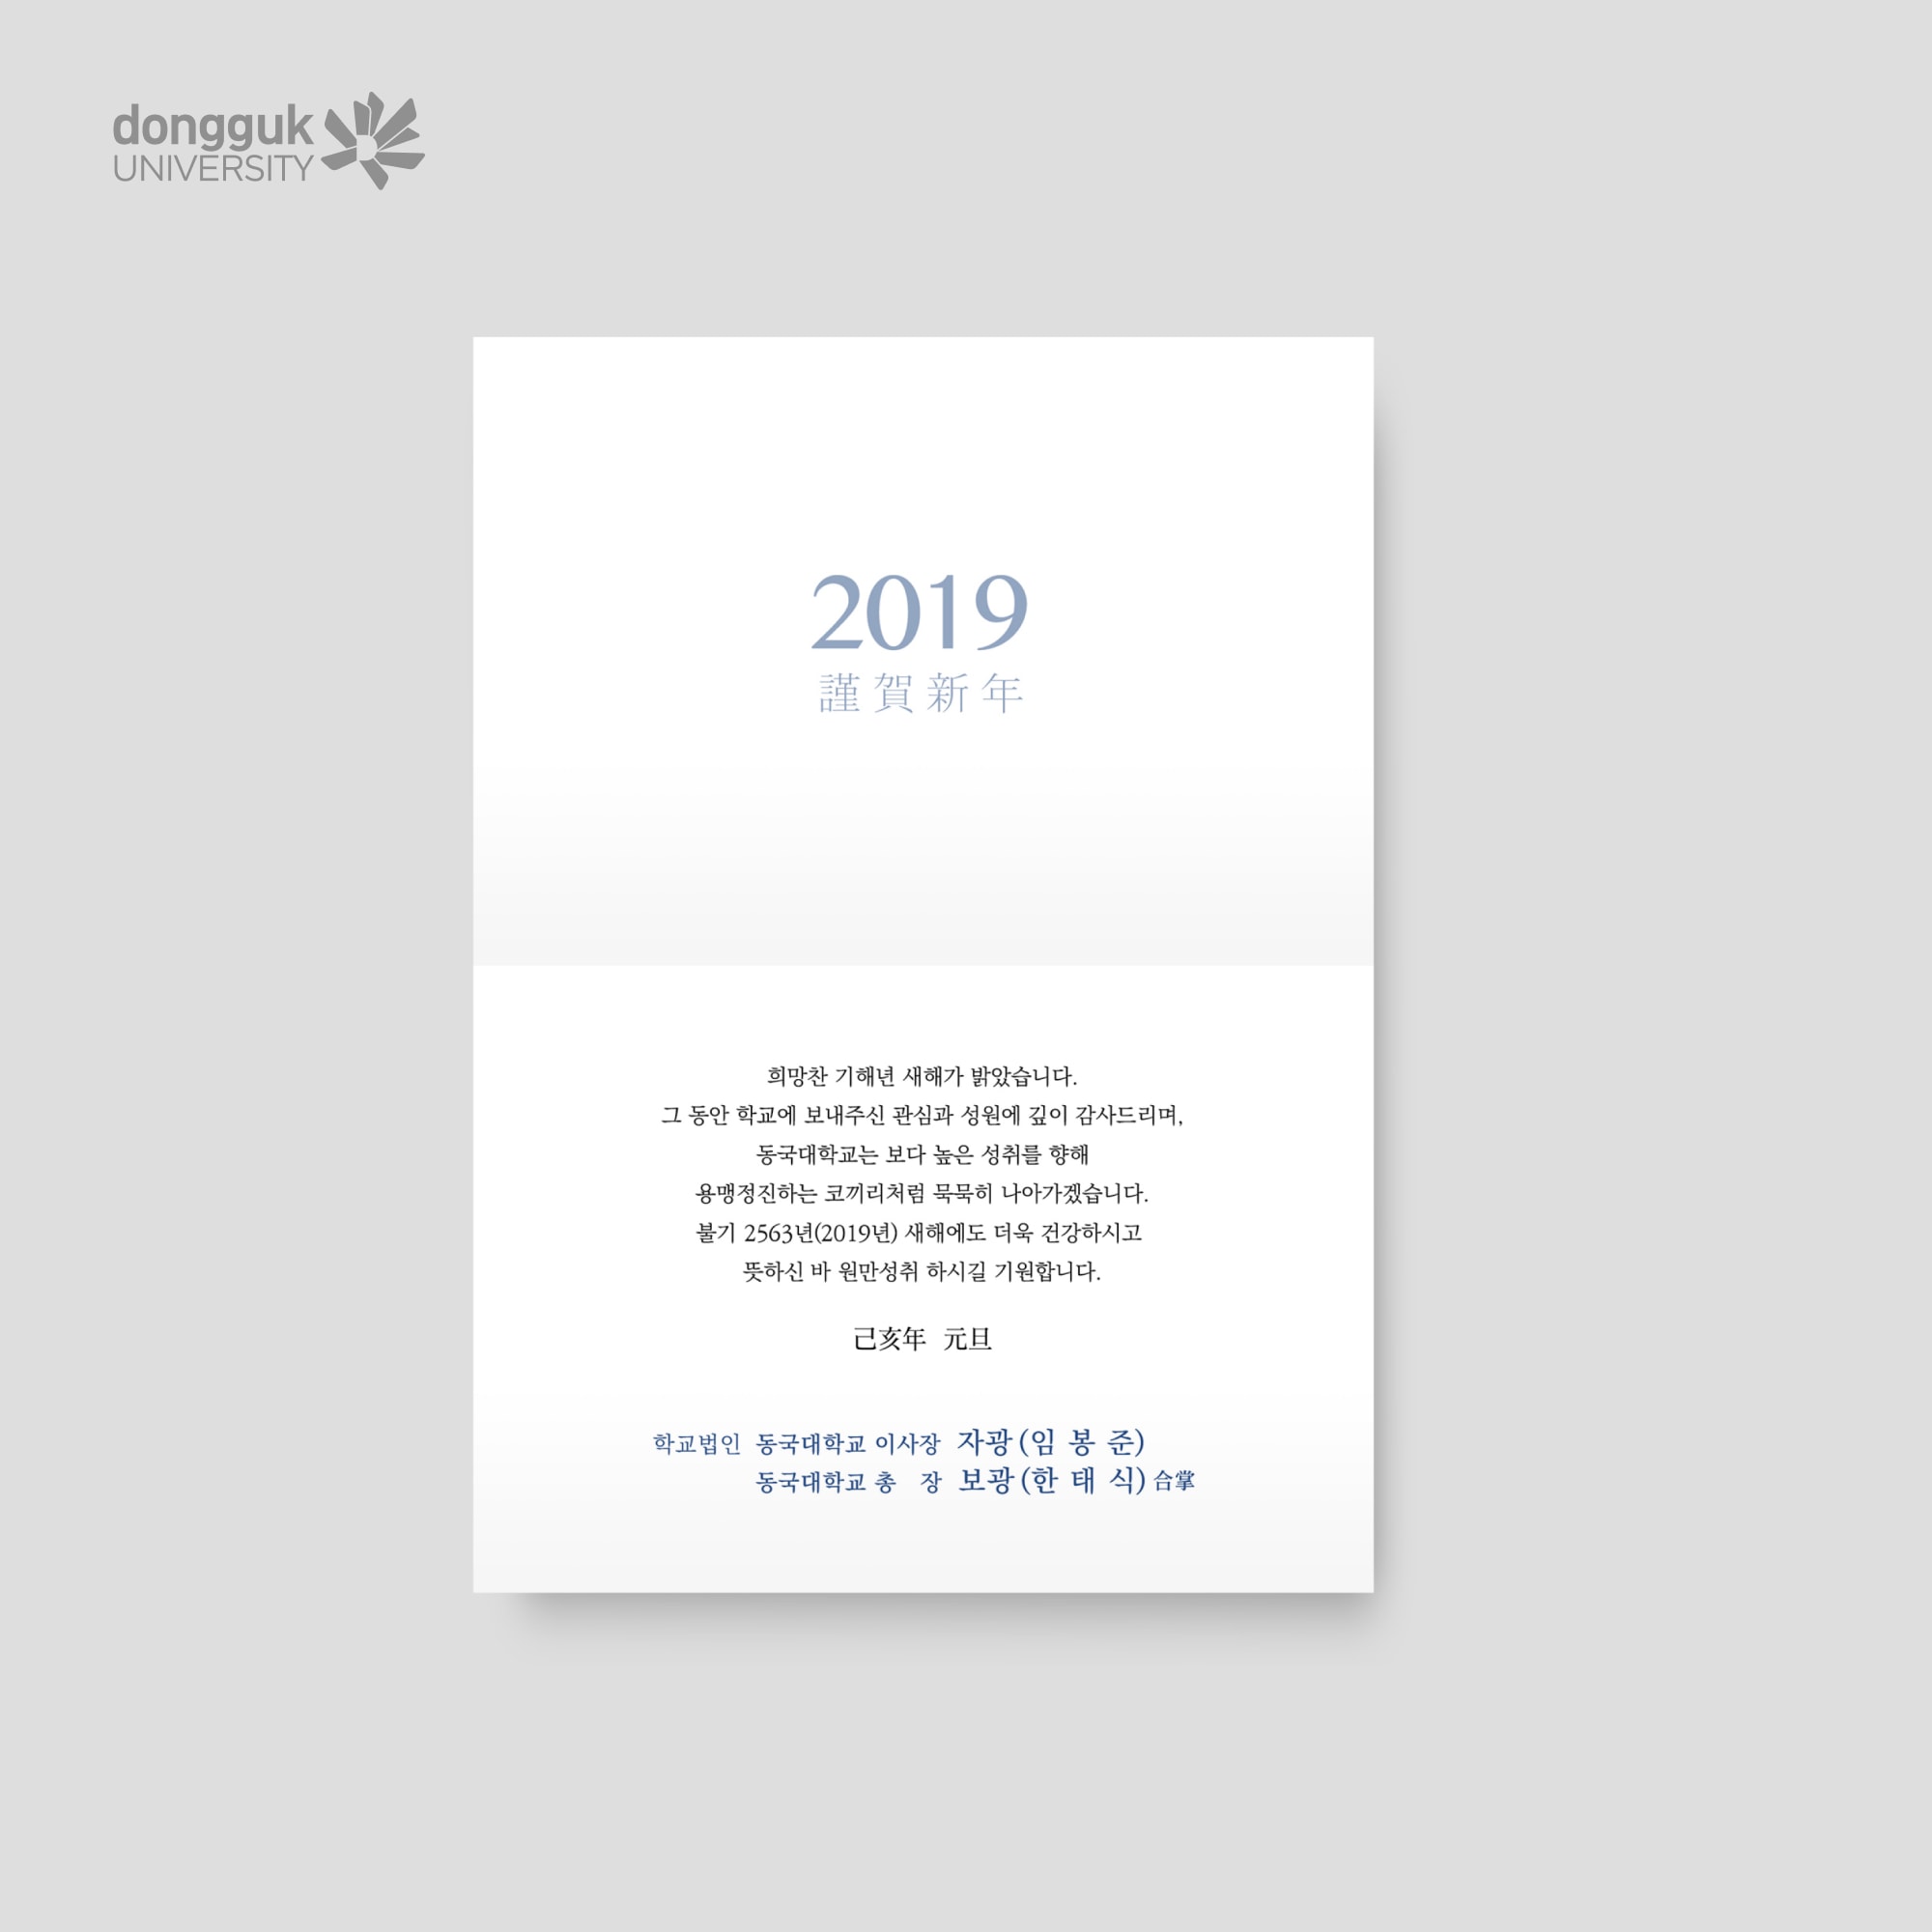 dongguk
UNIVERSITY
2019
謹賀新年
희망찬 기해년 새해가 밝았습니다.
그 동안 학교에 보내주신 관심과 성원에 깊이 감사드리며,
동국대학교는 보다 높은 성취를 향해
용맹정진하는 코끼리처럼 묵묵히 나아가겠습니다.
불기 2563년(2019년) 새해에도 더욱 건강하시고
뜻하신 바 원만성취 하시길 기원합니다.
己亥年 元旦
학교법인 동국대학교 이사장 자광(임 봉 준)
동국대학교 총 장 보광(한 태 식) 合掌